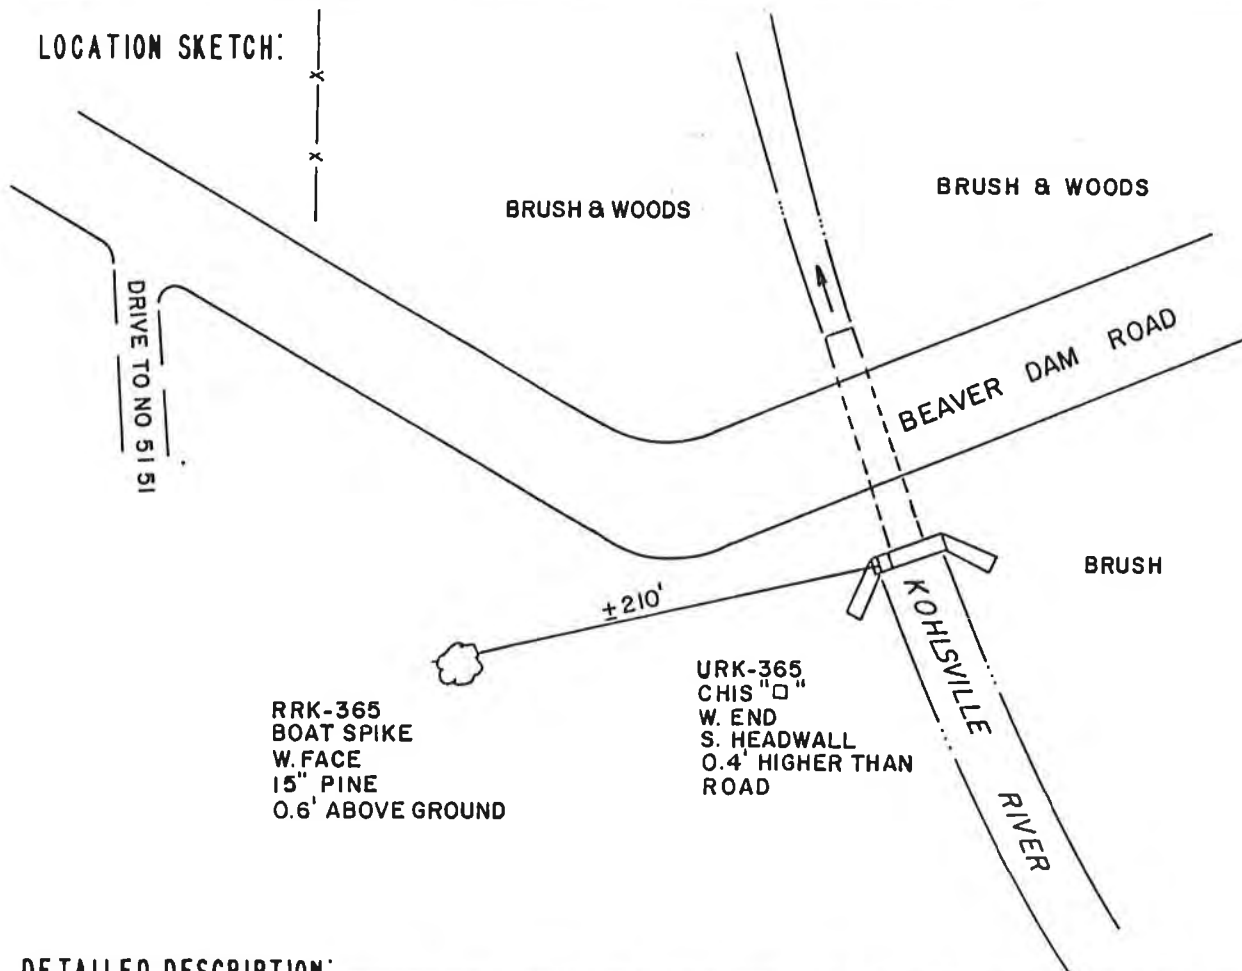 LOCATION SKETCH:
BRUSH & WOODS
BRUSH & WOODS
DRIVE TO NO 5151
BEAVER DAM ROAD
BRUSH
±210'
KOHLSVILLE RIVER
RRK-365
BOAT SPIKE
W. FACE
15" PINE
0.6' ABOVE GROUND
URK-365
CHIS "□"
W. END
S. HEADWALL
0.4' HIGHER THAN
ROAD
DETAILED DESCRIPTION: